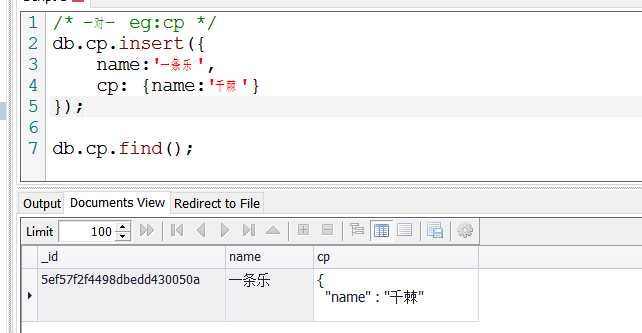 1 /* 一对一 eg:cp */
2 db.cp.insert({
3 name:'一条乐',
4 cp: {name:'千棘'}
5 });
6
7 db.cp.find();
Output Documents View Redirect to File
Limit 100
_id name cp
5ef57f2f4498dbedd430050a 一条乐 {
"name" : "千棘"